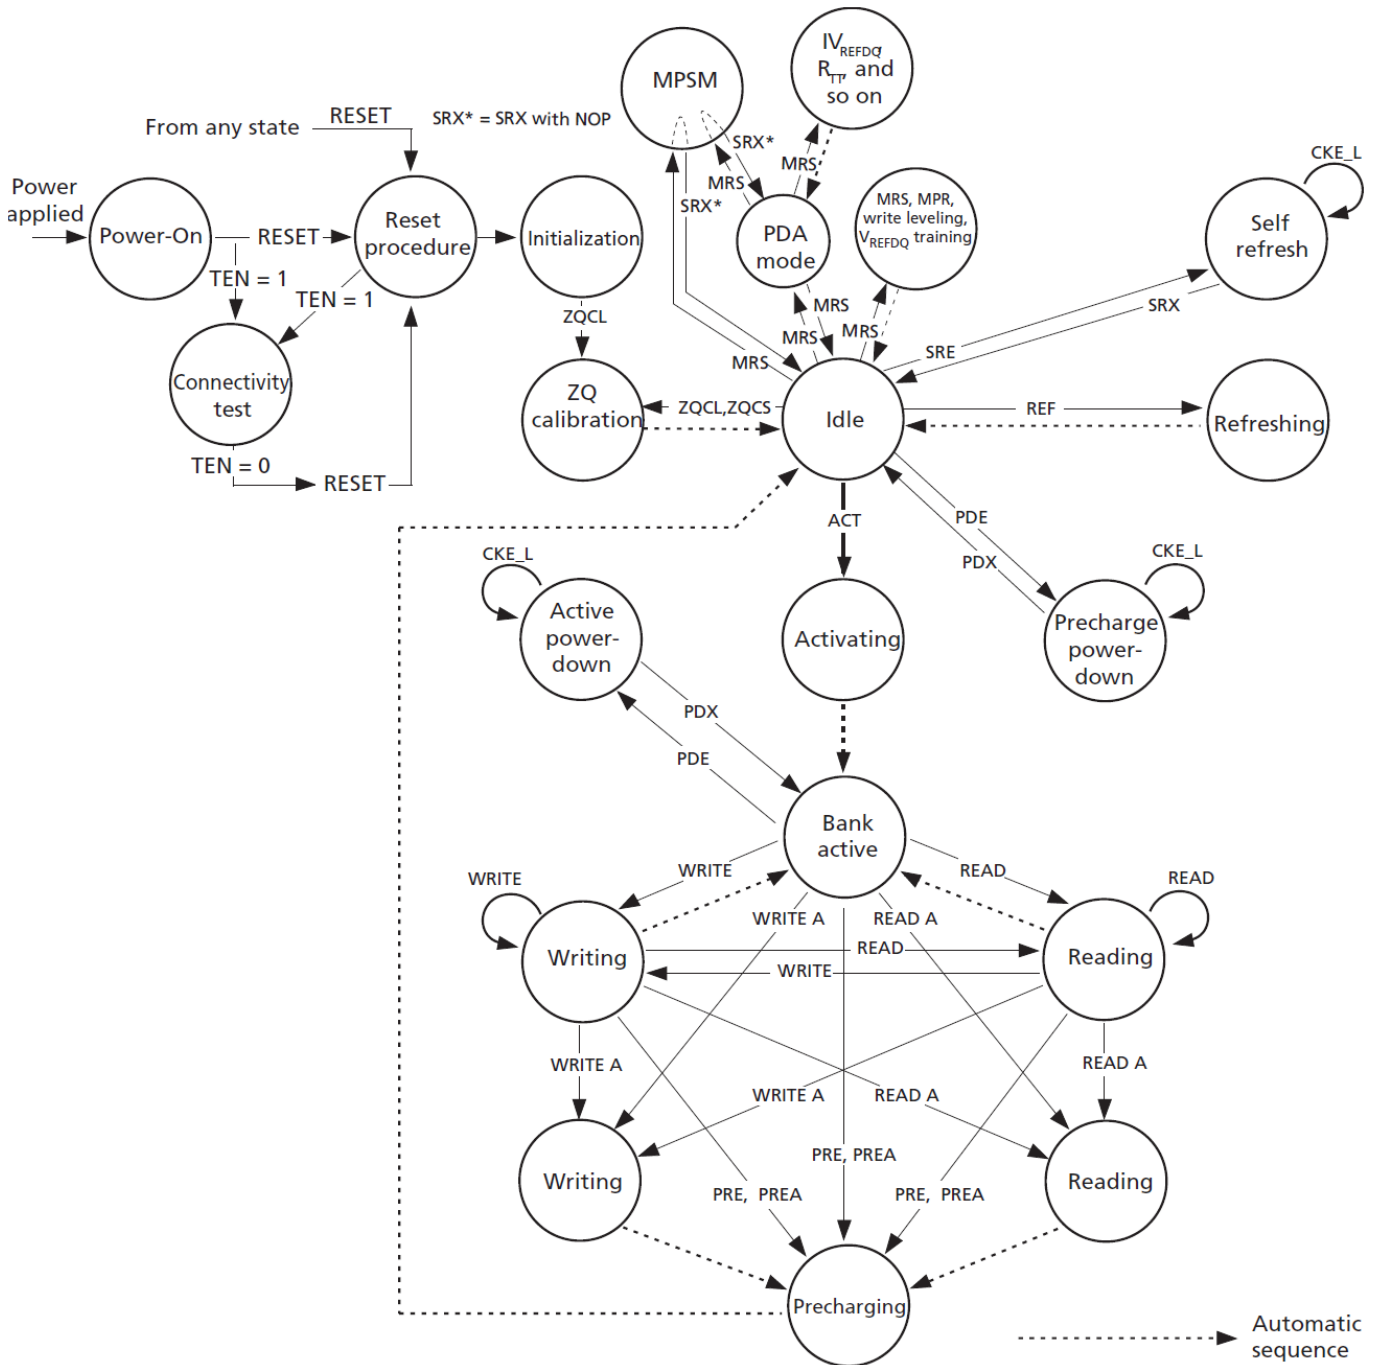 MPSM
IV_REFDQ,
R_TT, and
so on
From any state
RESET
SRX* = SRX with NOP
SRX*
MRS
MRS
CKE_L
Power
applied
Power-On
RESET
Reset
procedure
Initialization
SRX*
PDA
mode
MRS, MPR,
write leveling,
V_REFDQ training
Self
refresh
TEN = 1
TEN = 1
ZQCL
MRS
MRS
MRS
MRS
SRX
SRE
Connectivity
test
ZQ
calibration
ZQCL,ZQCS
Idle
REF
Refreshing
TEN = 0
RESET
ACT
PDE
PDX
CKE_L
CKE_L
Active
power-
down
Activating
Precharge
power-
down
PDX
PDE
Bank
active
WRITE
READ
WRITE
READ
WRITE A
READ A
Writing
READ
WRITE
Reading
WRITE A
READ A
WRITE A
READ A
PRE, PREA
Writing
PRE, PREA
PRE, PREA
Reading
Precharging
Automatic
sequence